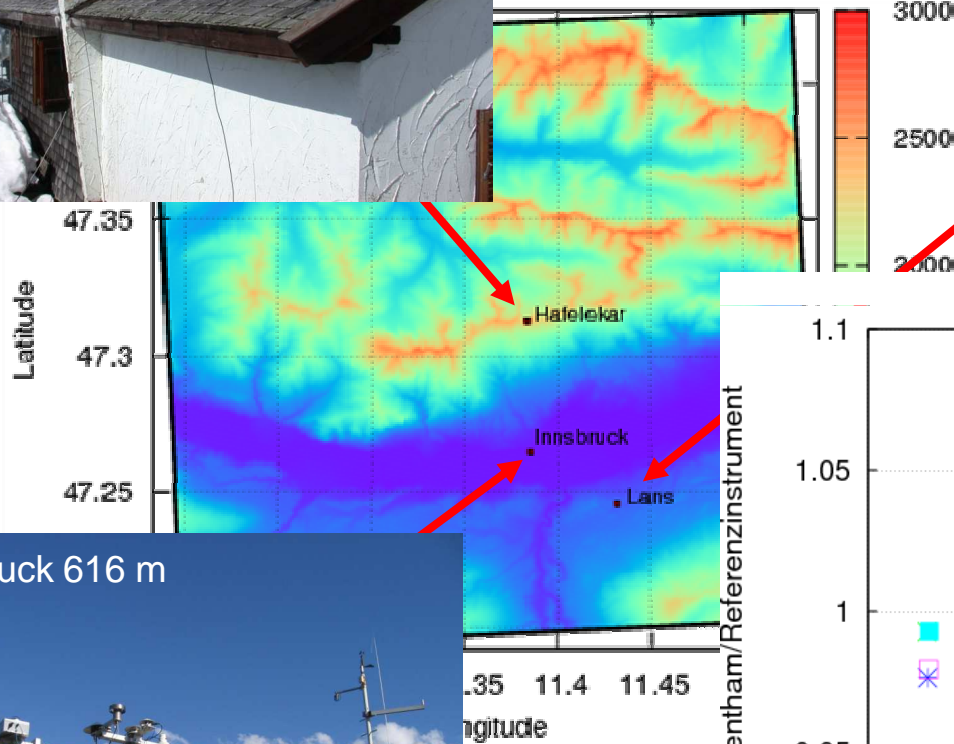 3000
2500
2000
47.35
47.3
47.25
Latitude
Hafelekar
Innsbruck
Lans
uck 616 m
.35 11.4 11.45
ngitude
1.1
1.05
1
entham/Referenzinstrument